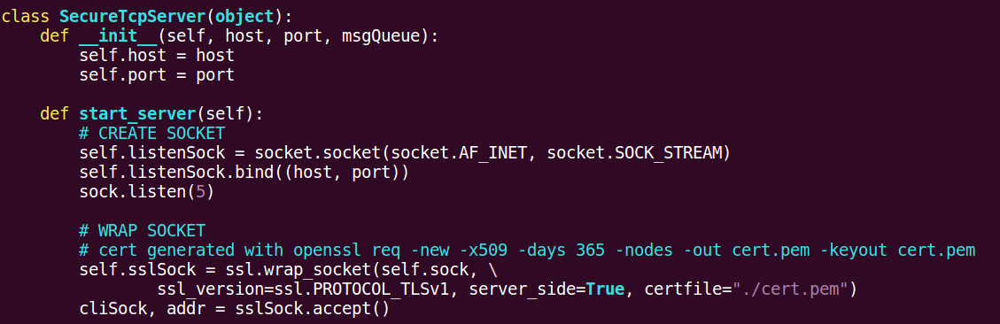 class SecureTcpServer(object):
    def __init__(self, host, port, msgQueue):
        self.host = host
        self.port = port

    def start_server(self):
        # CREATE SOCKET
        self.listenSock = socket.socket(socket.AF_INET, socket.SOCK_STREAM)
        self.listenSock.bind((host, port))
        sock.listen(5)

        # WRAP SOCKET
        # cert generated with openssl req -new -x509 -days 365 -nodes -out cert.pem -keyout cert.pem
        self.sslSock = ssl.wrap_socket(self.sock, \
                ssl_version=ssl.PROTOCOL_TLSv1, server_side=True, certfile="./cert.pem")
        cliSock, addr = sslSock.accept()